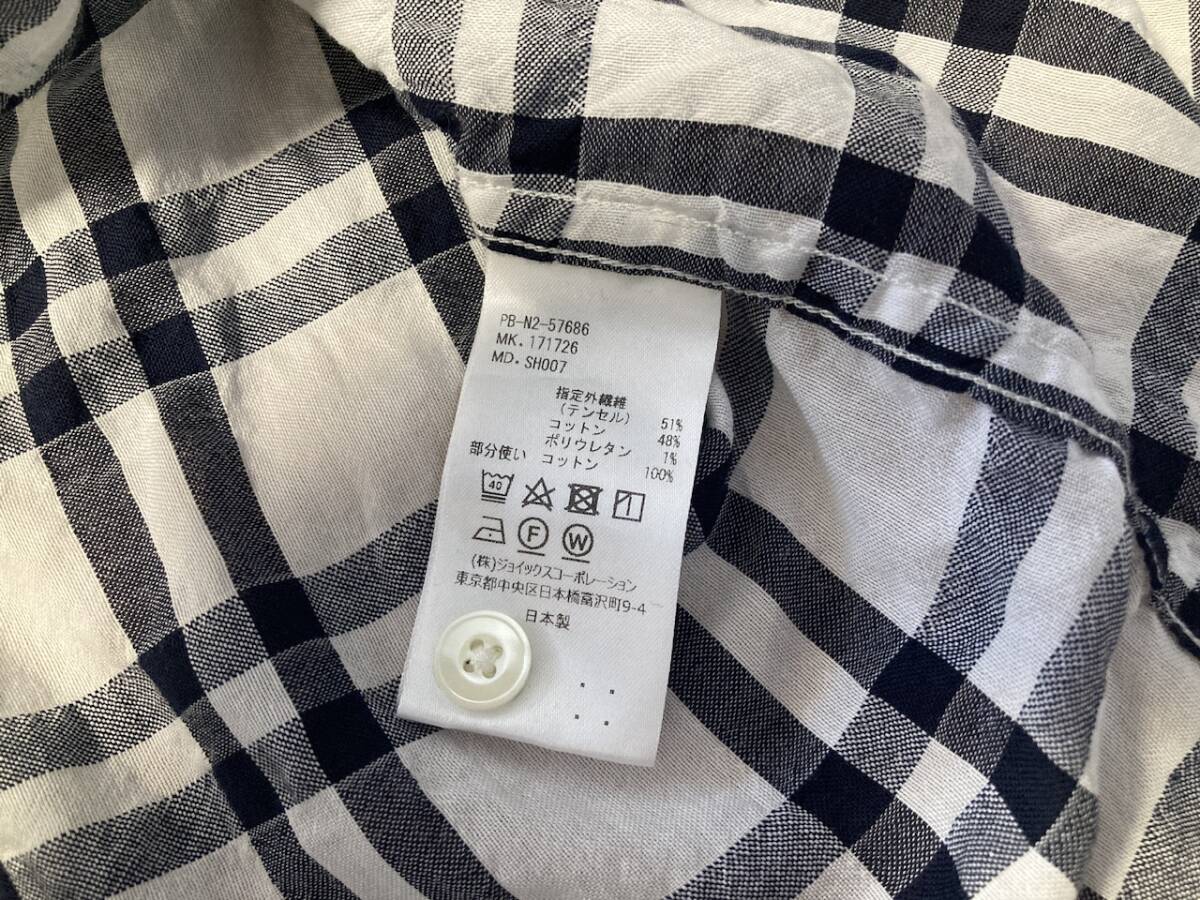 PB-N2-57686
MK. 171726
MD. SH007
指定外繊維
(テンセル) 51%
コットン 48%
ポリウレタン 1%
部分使い コットン 100%
40
F W
(株)ジョイックスコーポレーション
東京都中央区日本橋富沢町9-4
日本製